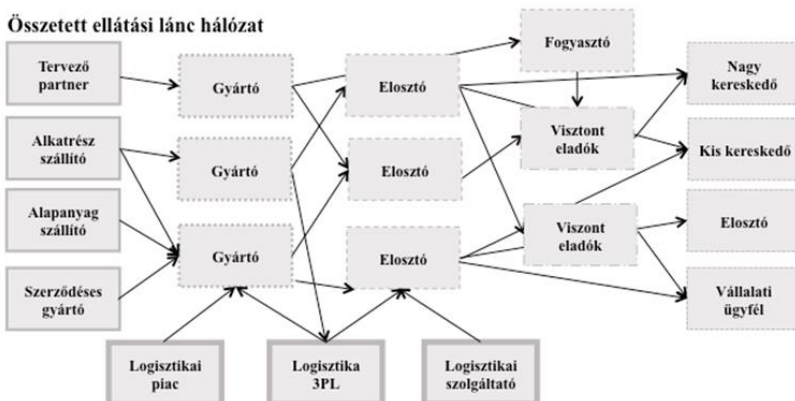 Összetett ellátási lánc hálózat
Tervező
partner
Alkatrész
szállító
Alapanyag
szállító
Szerződéses
gyártó
Gyártó
Gyártó
Gyártó
Elosztó
Elosztó
Elosztó
Fogyasztó
Visztont
eladók
Viszont
eladók
Nagy
kereskedő
Kis kereskedő
Elosztó
Vállalati
ügyfél
Logisztikai
piac
Logisztika
3PL
Logisztikai
szolgáltató